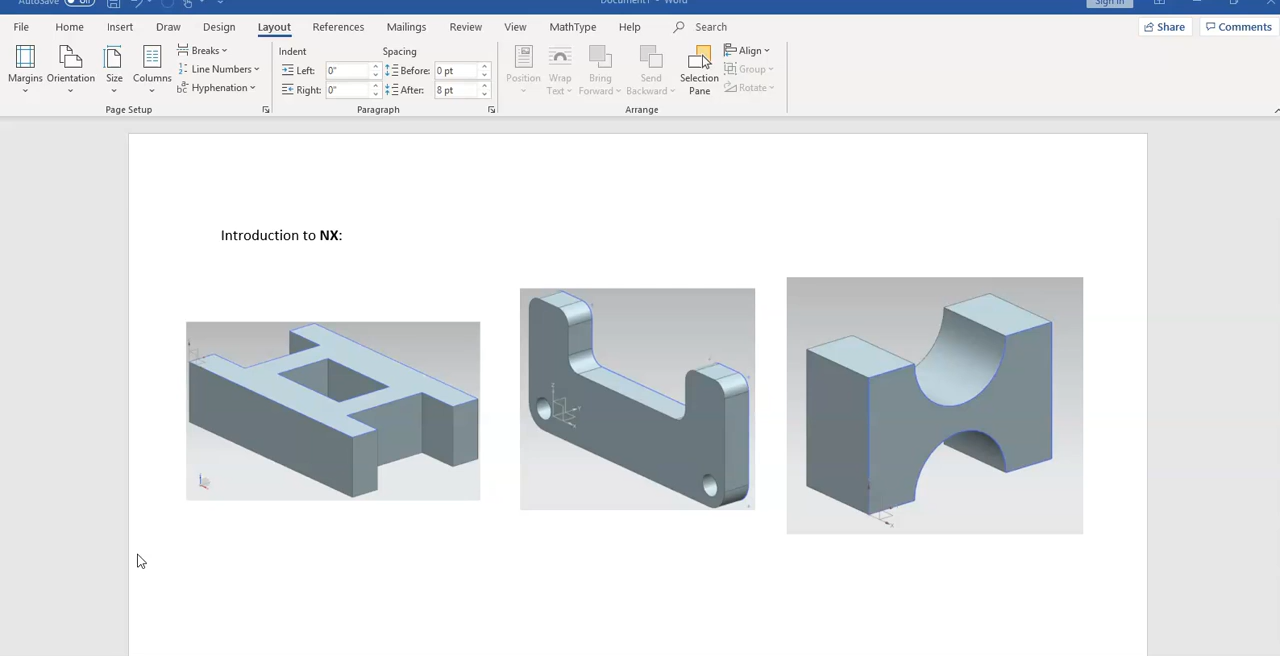 AutoSave Off Document1 - Word Sign in
File Home Insert Draw Design Layout References Mailings Review View MathType Help Search Share Comments
Margins Orientation Size Columns Breaks Line Numbers Hyphenation
Page Setup
Indent Spacing
Left: 0" Before: 0 pt
Right: 0" After: 8 pt
Paragraph
Position Wrap Text Bring Forward Send Backward Selection Pane Align Group Rotate
Arrange
Introduction to NX: